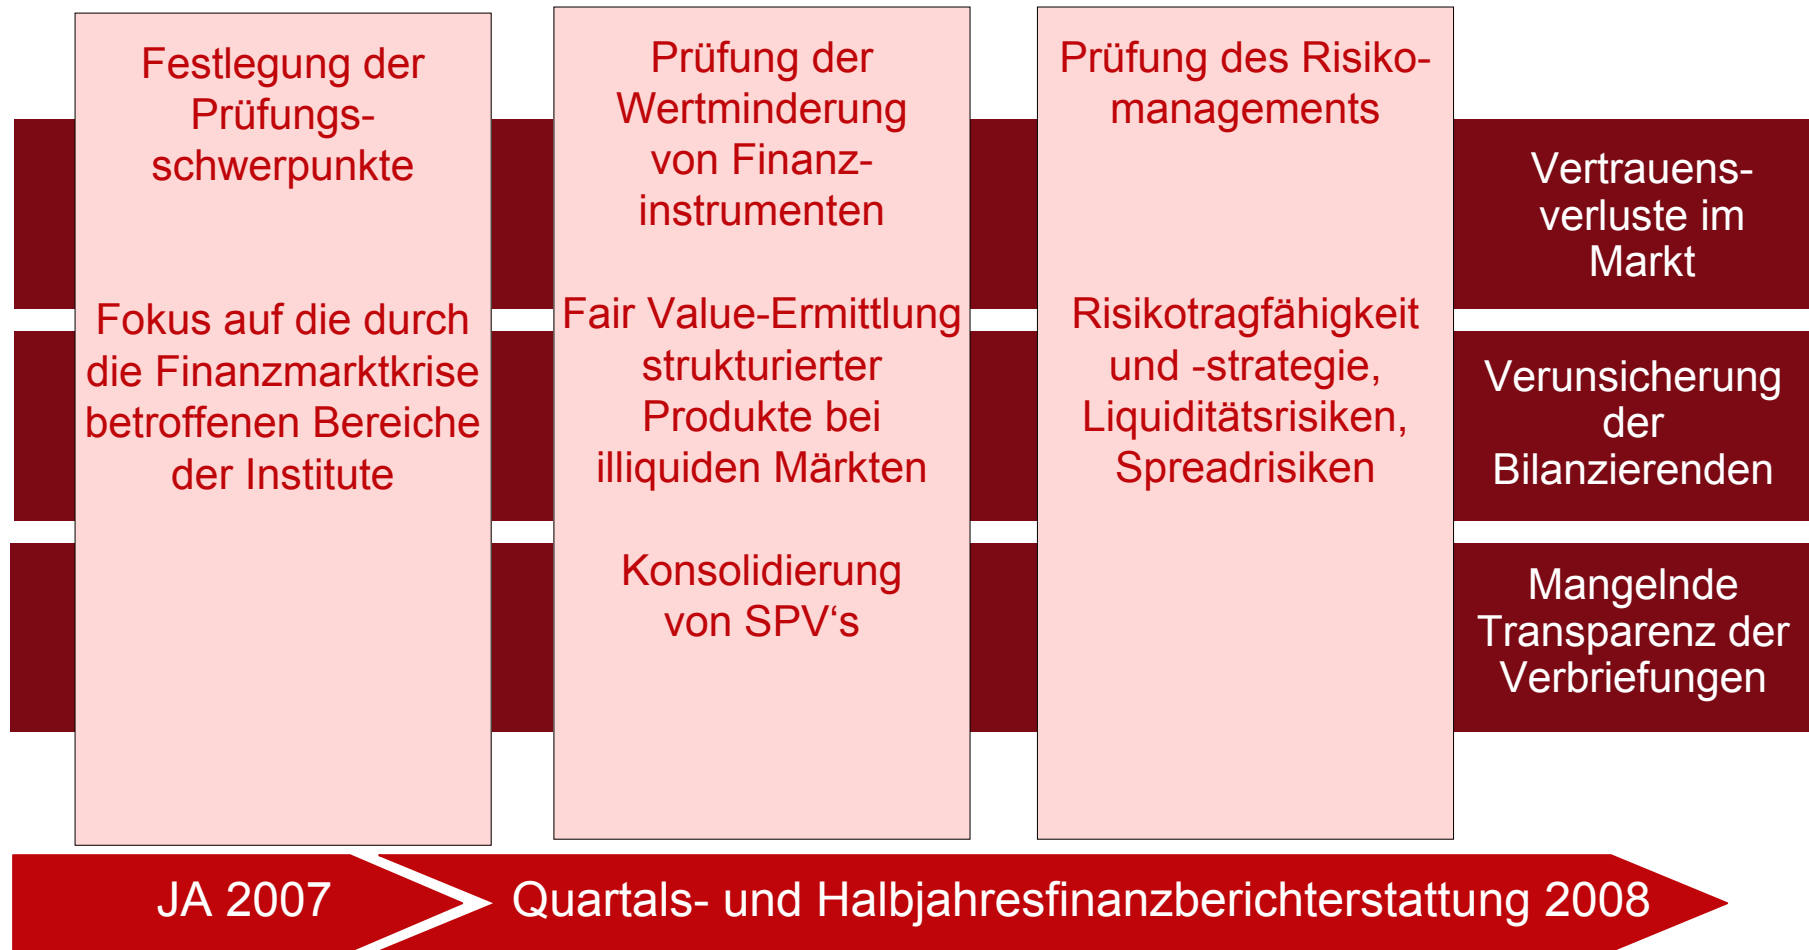 Festlegung der
Prüfungs-
schwerpunkte
Fokus auf die durch
die Finanzmarktkrise
betroffenen Bereiche
der Institute
Prüfung der
Wertminderung
von Finanz-
instrumenten
Fair Value-Ermittlung
strukturierter
Produkte bei
illiquiden Märkten
Konsolidierung
von SPV‘s
Prüfung des Risiko-
managements
Risikotragfähigkeit
und -strategie,
Liquiditätsrisiken,
Spreadrisiken
Vertrauens-
verluste im
Markt
Verunsicherung
der
Bilanzierenden
Mangelnde
Transparenz der
Verbriefungen
JA 2007
Quartals- und Halbjahresfinanzberichterstattung 2008